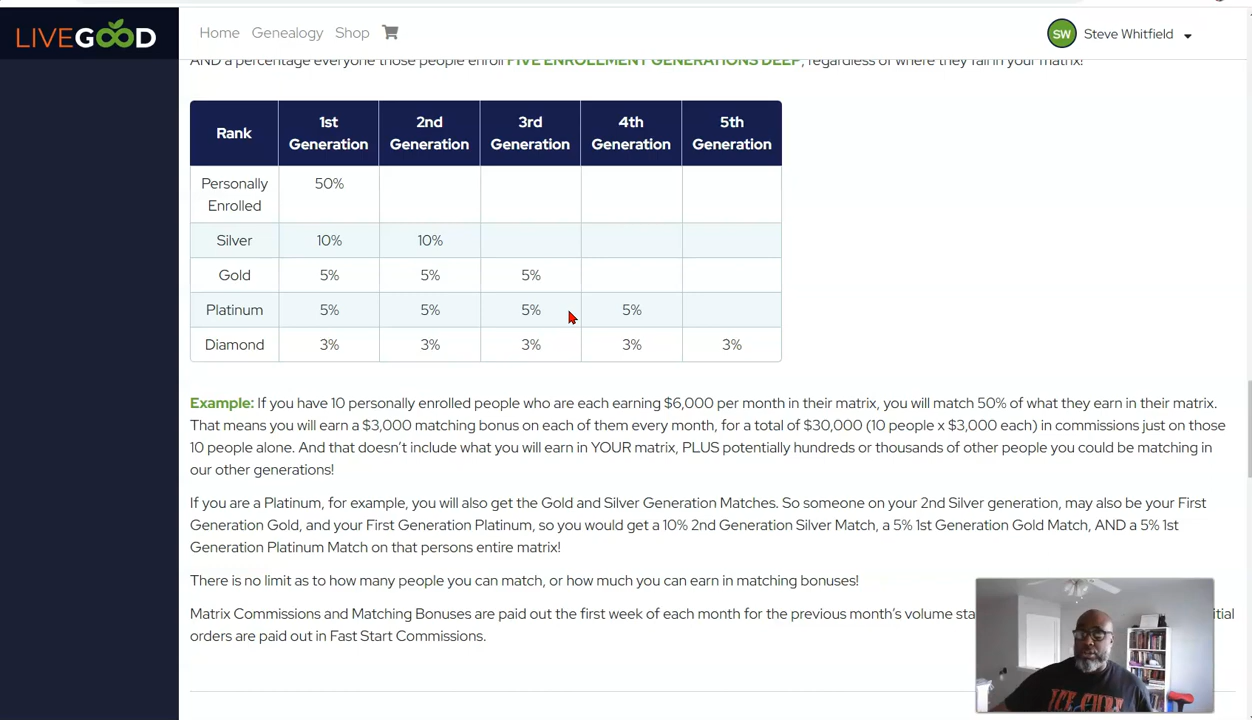 LIVEGOOD
Home Genealogy Shop
SW Steve Whitfield
AND a percentage everyone those people enroll FIVE ENROLLMENT GENERATIONS DEEP, regardless of where they fall in your matrix!
Rank 1st Generation 2nd Generation 3rd Generation 4th Generation 5th Generation
Personally Enrolled 50%
Silver 10% 10%
Gold 5% 5% 5%
Platinum 5% 5% 5% 5%
Diamond 3% 3% 3% 3% 3%
Example: If you have 10 personally enrolled people who are each earning $6,000 per month in their matrix, you will match 50% of what they earn in their matrix.
That means you will earn a $3,000 matching bonus on each of them every month, for a total of $30,000 (10 people x $3,000 each) in commissions just on those
10 people alone. And that doesn't include what you will earn in YOUR matrix, PLUS potentially hundreds or thousands of other people you could be matching in
our other generations!
If you are a Platinum, for example, you will also get the Gold and Silver Generation Matches. So someone on your 2nd Silver generation, may also be your First
Generation Gold, and your First Generation Platinum, so you would get a 10% 2nd Generation Silver Match, a 5% 1st Generation Gold Match, AND a 5% 1st
Generation Platinum Match on that persons entire matrix!
There is no limit as to how many people you can match, or how much you can earn in matching bonuses!
Matrix Commissions and Matching Bonuses are paid out the first week of each month for the previous month's volume sta itial
orders are paid out in Fast Start Commissions.
ICE CUBE